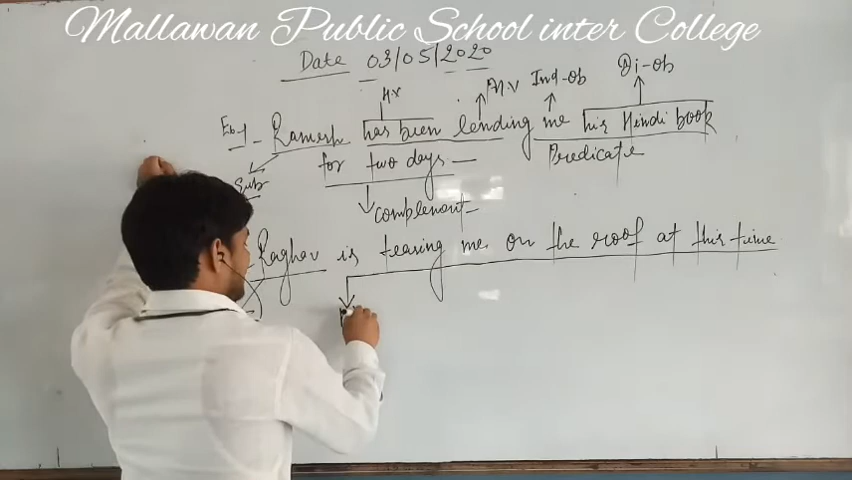 Mallawan Public School inter College
Date 03/05/2020
H.V M.V Ind-ob Di-ob
Ex-1 - Ramesh has been lending me his Hindi book
for two days Predicate
Sub
complement
Raghav is teasing me on the roof at this time